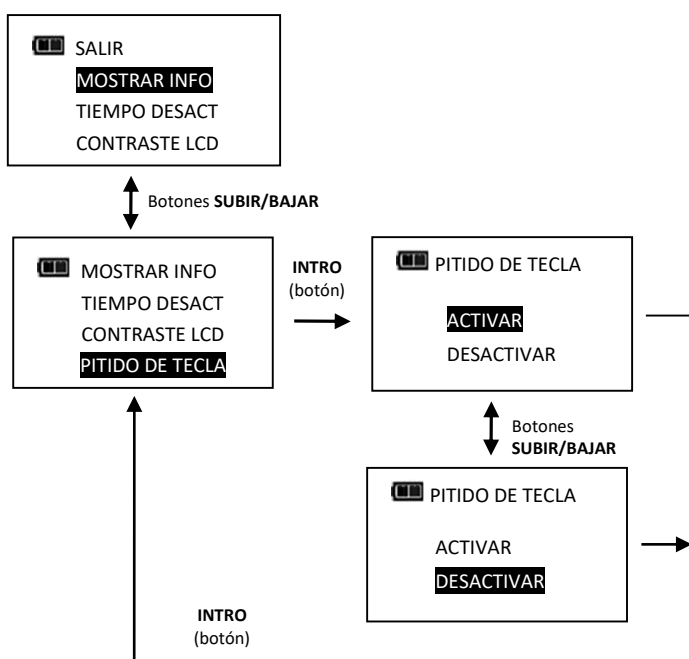 SALIR
MOSTRAR INFO
TIEMPO DESACT
CONTRASTE LCD
Botones SUBIR/BAJAR
MOSTRAR INFO
TIEMPO DESACT
CONTRASTE LCD
PITIDO DE TECLA
INTRO
(botón)
PITIDO DE TECLA
ACTIVAR
DESACTIVAR
Botones
SUBIR/BAJAR
PITIDO DE TECLA
ACTIVAR
DESACTIVAR
INTRO
(botón)